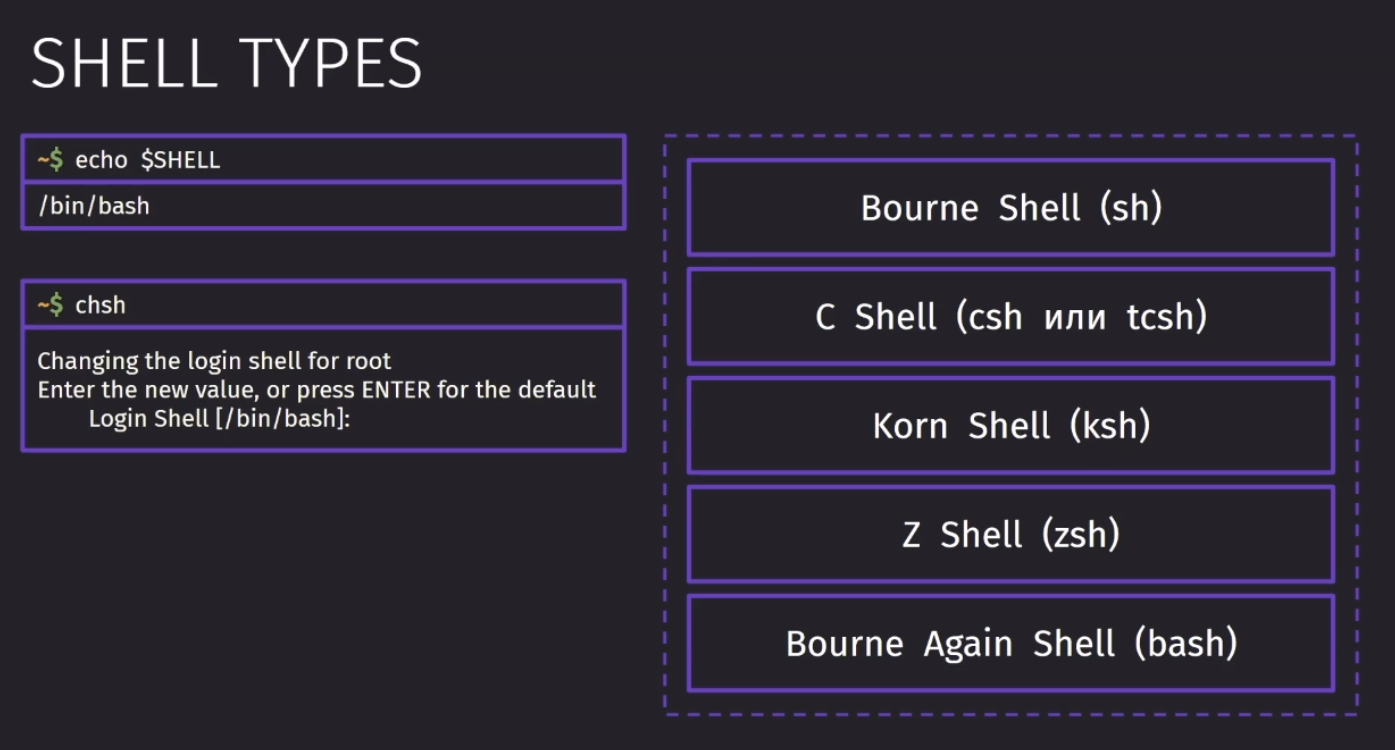 SHELL TYPES
~$ echo $SHELL
/bin/bash
~$ chsh
Changing the login shell for root
Enter the new value, or press ENTER for the default
Login Shell [/bin/bash]:
Bourne Shell (sh)
C Shell (csh или tcsh)
Korn Shell (ksh)
Z Shell (zsh)
Bourne Again Shell (bash)